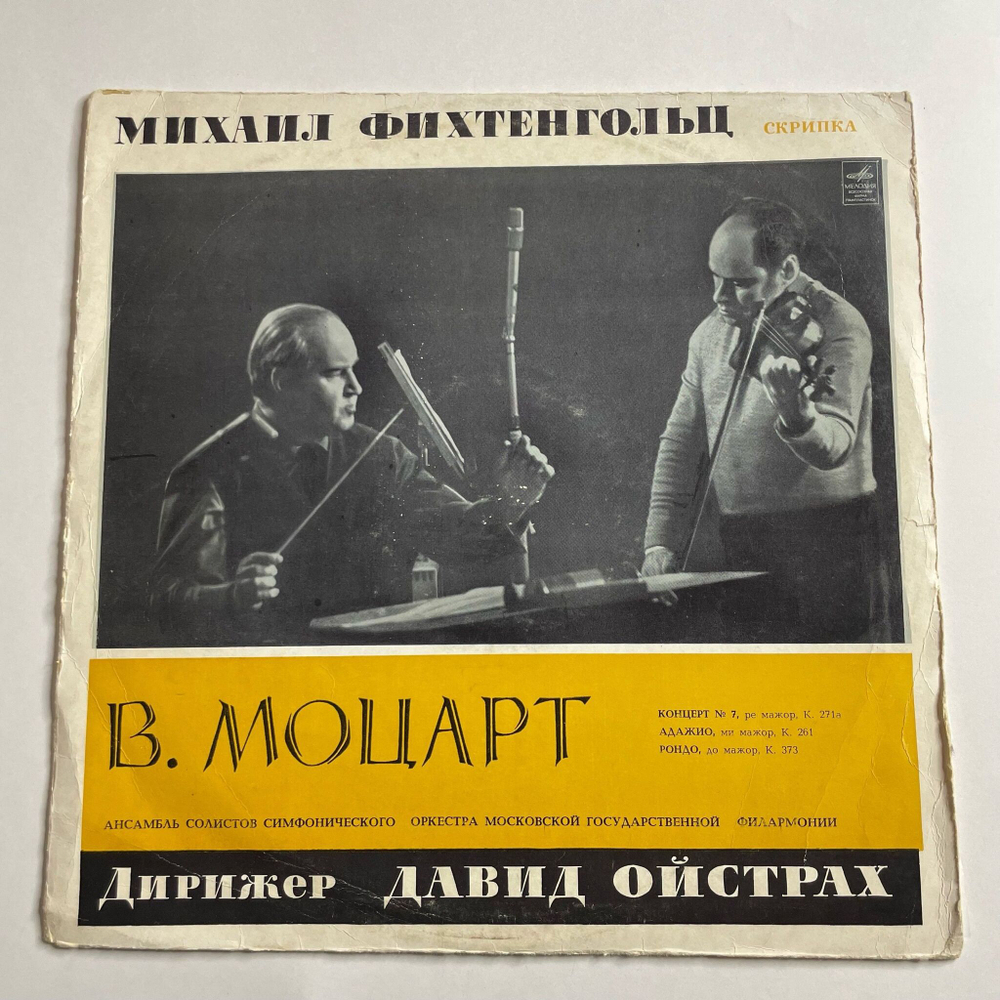 МИХАИЛ ФИХТЕНГОЛЬЦ СКРИПКА
МЕЛОДИЯ
В. МОЦАРТ
КОНЦЕРТ № 7, ре мажор, К. 271а
АДАЖИО, ми мажор, К. 261
РОНДО, до мажор, К. 373
АНСАМБЛЬ СОЛИСТОВ СИМФОНИЧЕСКОГО ОРКЕСТРА МОСКОВСКОЙ ГОСУДАРСТВЕННОЙ ФИЛАРМОНИИ
Дирижер ДАВИД ОЙСТРАХ